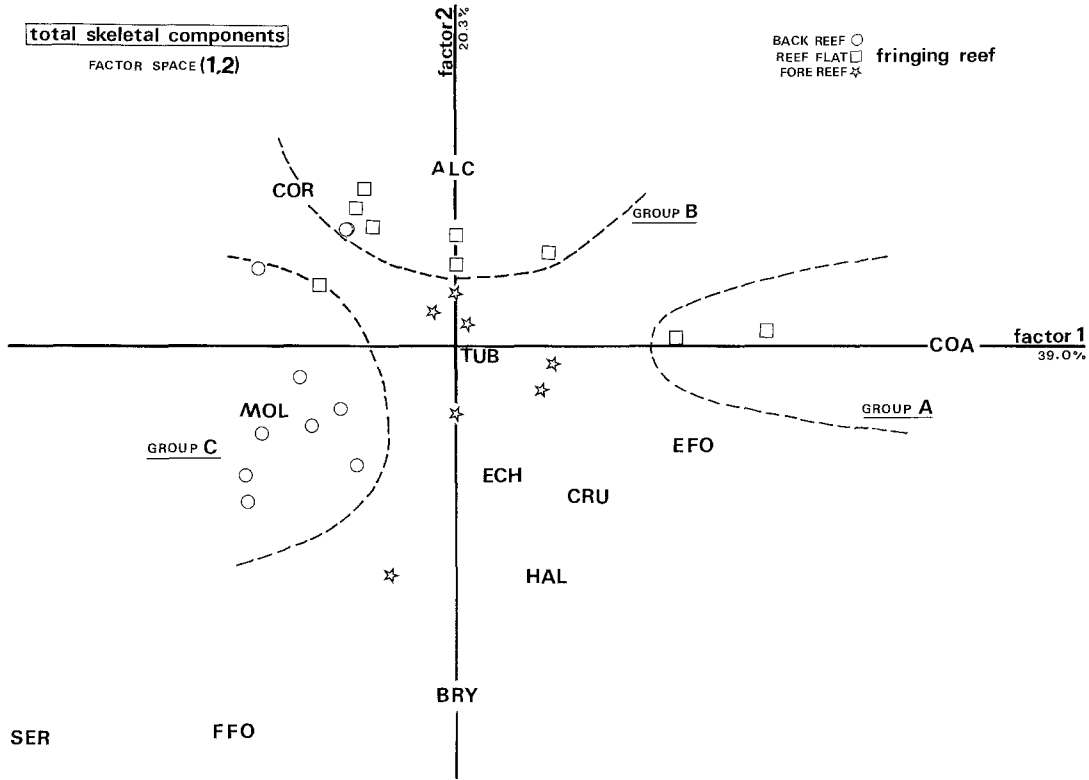 total skeletal components
FACTOR SPACE (1,2)
factor 2
20.3%
BACK REEF
REEF FLAT
FORE REEF
fringing reef
ALC
COR
GROUP B
factor 1
39.0%
COA
TUB
MOL
GROUP A
GROUP C
EFO
ECH
CRU
HAL
BRY
FFO
SER